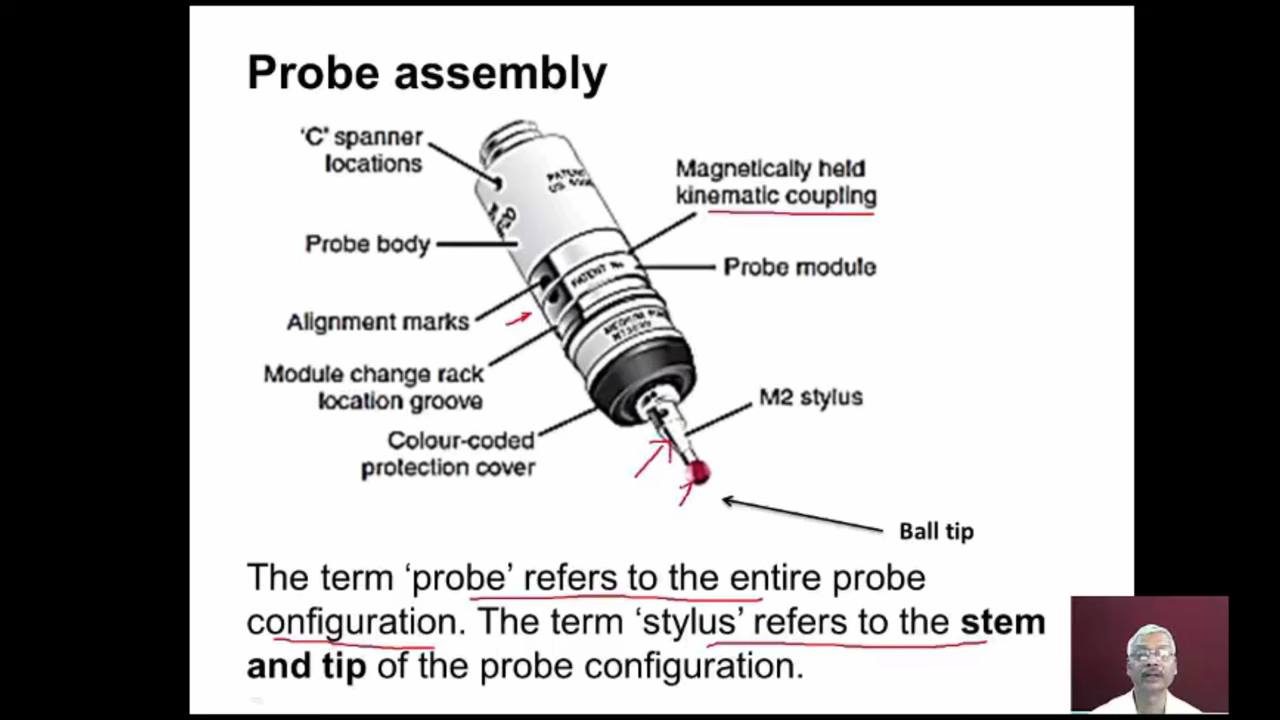 Probe assembly
'C' spanner
locations
Magnetically held
kinematic coupling
Probe body
Probe module
PATENT
Alignment marks
Module change rack
location groove
M2 stylus
Colour-coded
protection cover
Ball tip
The term ‘probe’ refers to the entire probe
configuration. The term ‘stylus’ refers to the stem
and tip of the probe configuration.